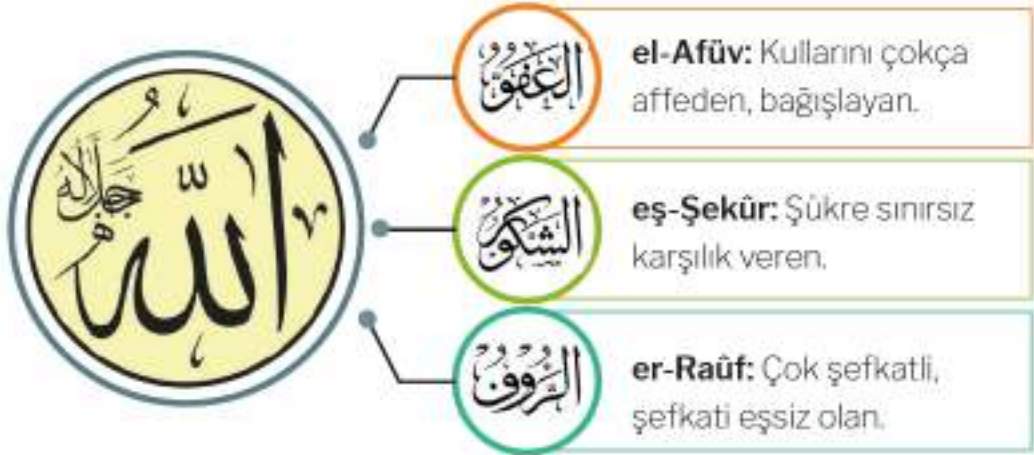 الله
جل جلاله
العفو
el-Afüv: Kullarını çokça
affeden, bağışlayan.
الشكور
eş-Şekûr: Şükre sınırsız
karşılık veren.
الرؤوف
er-Raûf: Çok şefkatli,
şefkati eşsiz olan.